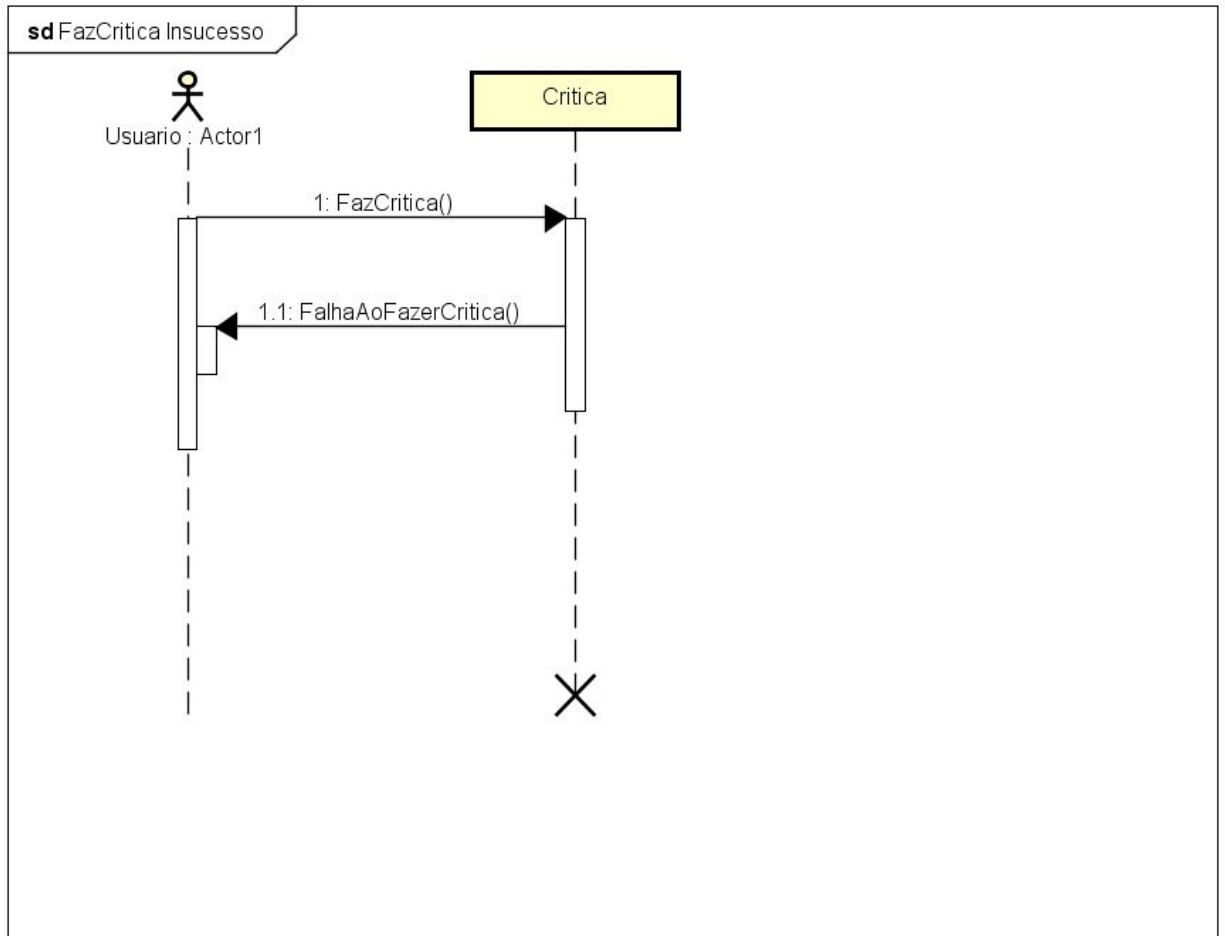 sd FazCritica Insucesso
Critica
Usuario : Actor1
1: FazCritica()
1.1: FalhaAoFazerCritica()